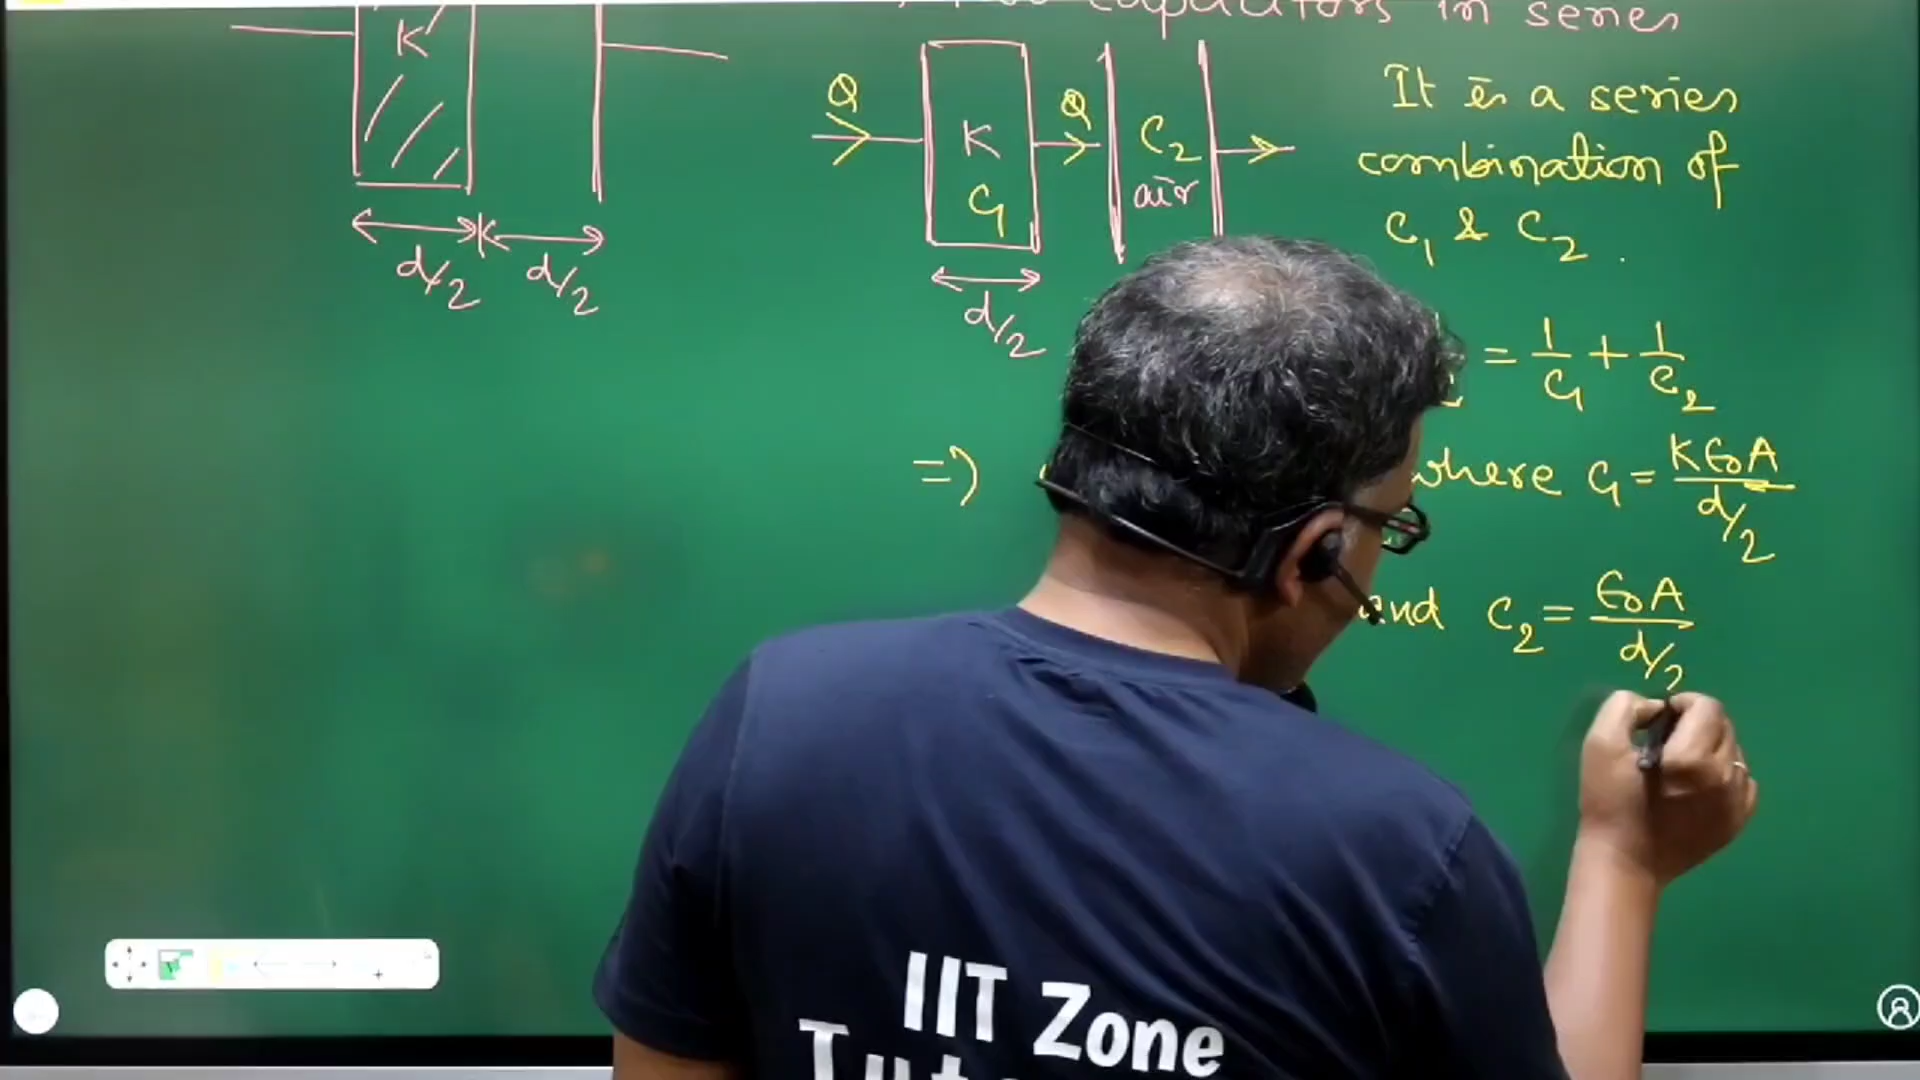 capacitors in series
K
Q
Q
K
C₁
C₂
air
d/2
d/2
d/2
It is a series
combination of
C₁ & C₂ .
= 1/C₁ + 1/C₂
=)
where C₁ = Kε₀A / d/2
and C₂ = ε₀A / d/2
IIT Zone